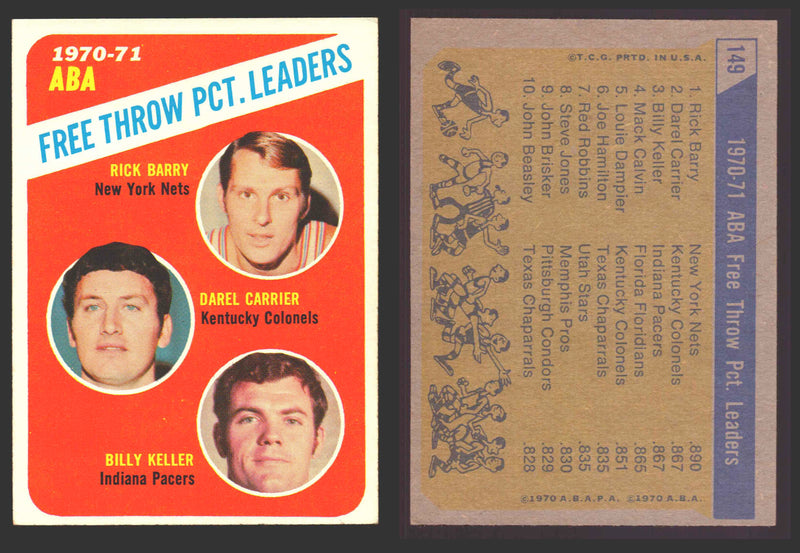 1970-71
ABA
FREE THROW PCT. LEADERS
RICK BARRY
New York Nets
DAREL CARRIER
Kentucky Colonels
BILLY KELLER
Indiana Pacers
149
1970-71 ABA Free Throw Pct. Leaders
1. Rick Barry New York Nets .890
2. Darel Carrier Kentucky Colonels .867
3. Billy Keller Indiana Pacers .867
4. Mack Calvin Florida Floridians .865
5. Louie Dampier Kentucky Colonels .851
6. Joe Hamilton Texas Chaparrals .835
7. Red Robbins Utah Stars .835
8. Steve Jones Memphis Pros .830
9. John Brisker Pittsburgh Condors .829
10. John Beasley Texas Chaparrals .828
©T.C.G. PRTD. IN U.S.A.
©1970 A.B.A.P.A. ©1970 A.B.A.